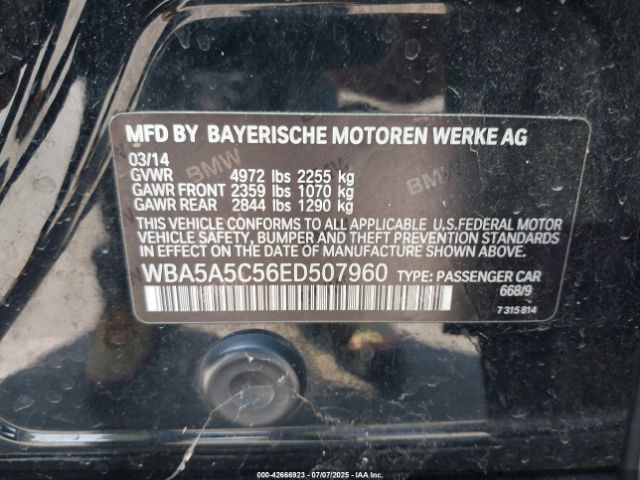 MFD BY BAYERISCHE MOTOREN WERKE AG
03/14
GVWR 4972 lbs 2255 kg
GAWR FRONT 2359 lbs 1070 kg
GAWR REAR 2844 lbs 1290 kg
THIS VEHICLE CONFORMS TO ALL APPLICABLE U.S.FEDERAL MOTOR
VEHICLE SAFETY, BUMPER AND THEFT PREVENTION STANDARDS
IN EFFECT ON THE DATE OF MANUFACTURE SHOWN ABOVE.
WBA5A5C56ED507960 TYPE: PASSENGER CAR
668/9
7 315 814
BMW
BMW
000-42666923 - 07/07/2025 - IAA Inc.